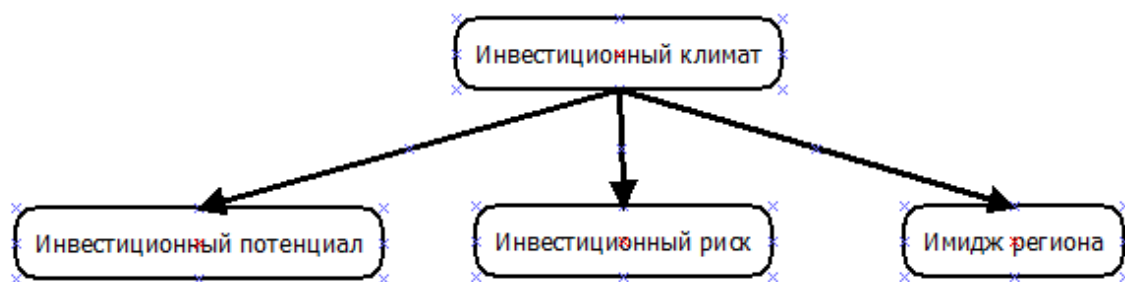 Инвестиционный климат
Инвестиционный потенциал
Инвестиционный риск
Имидж региона